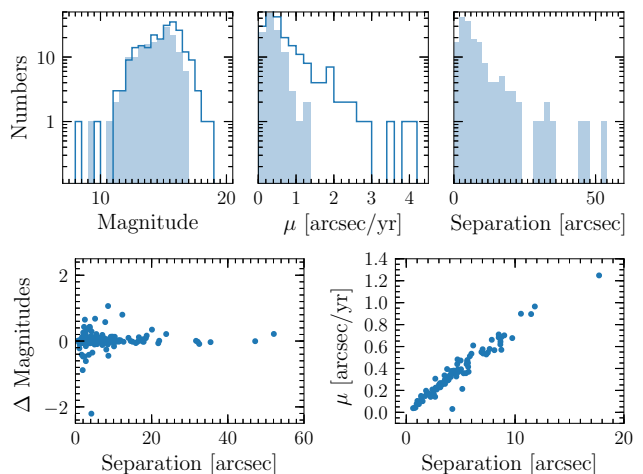 10
1
Numbers
10 20
Magnitude
0 1 2 3 4
μ [arcsec/yr]
0 50
Separation [arcsec]
2
0
−2
Δ Magnitudes
0 20 40 60
Separation [arcsec]
1.4
1.2
1.0
0.8
0.6
0.4
0.2
0.0
μ [arcsec/yr]
0 10 20
Separation [arcsec]